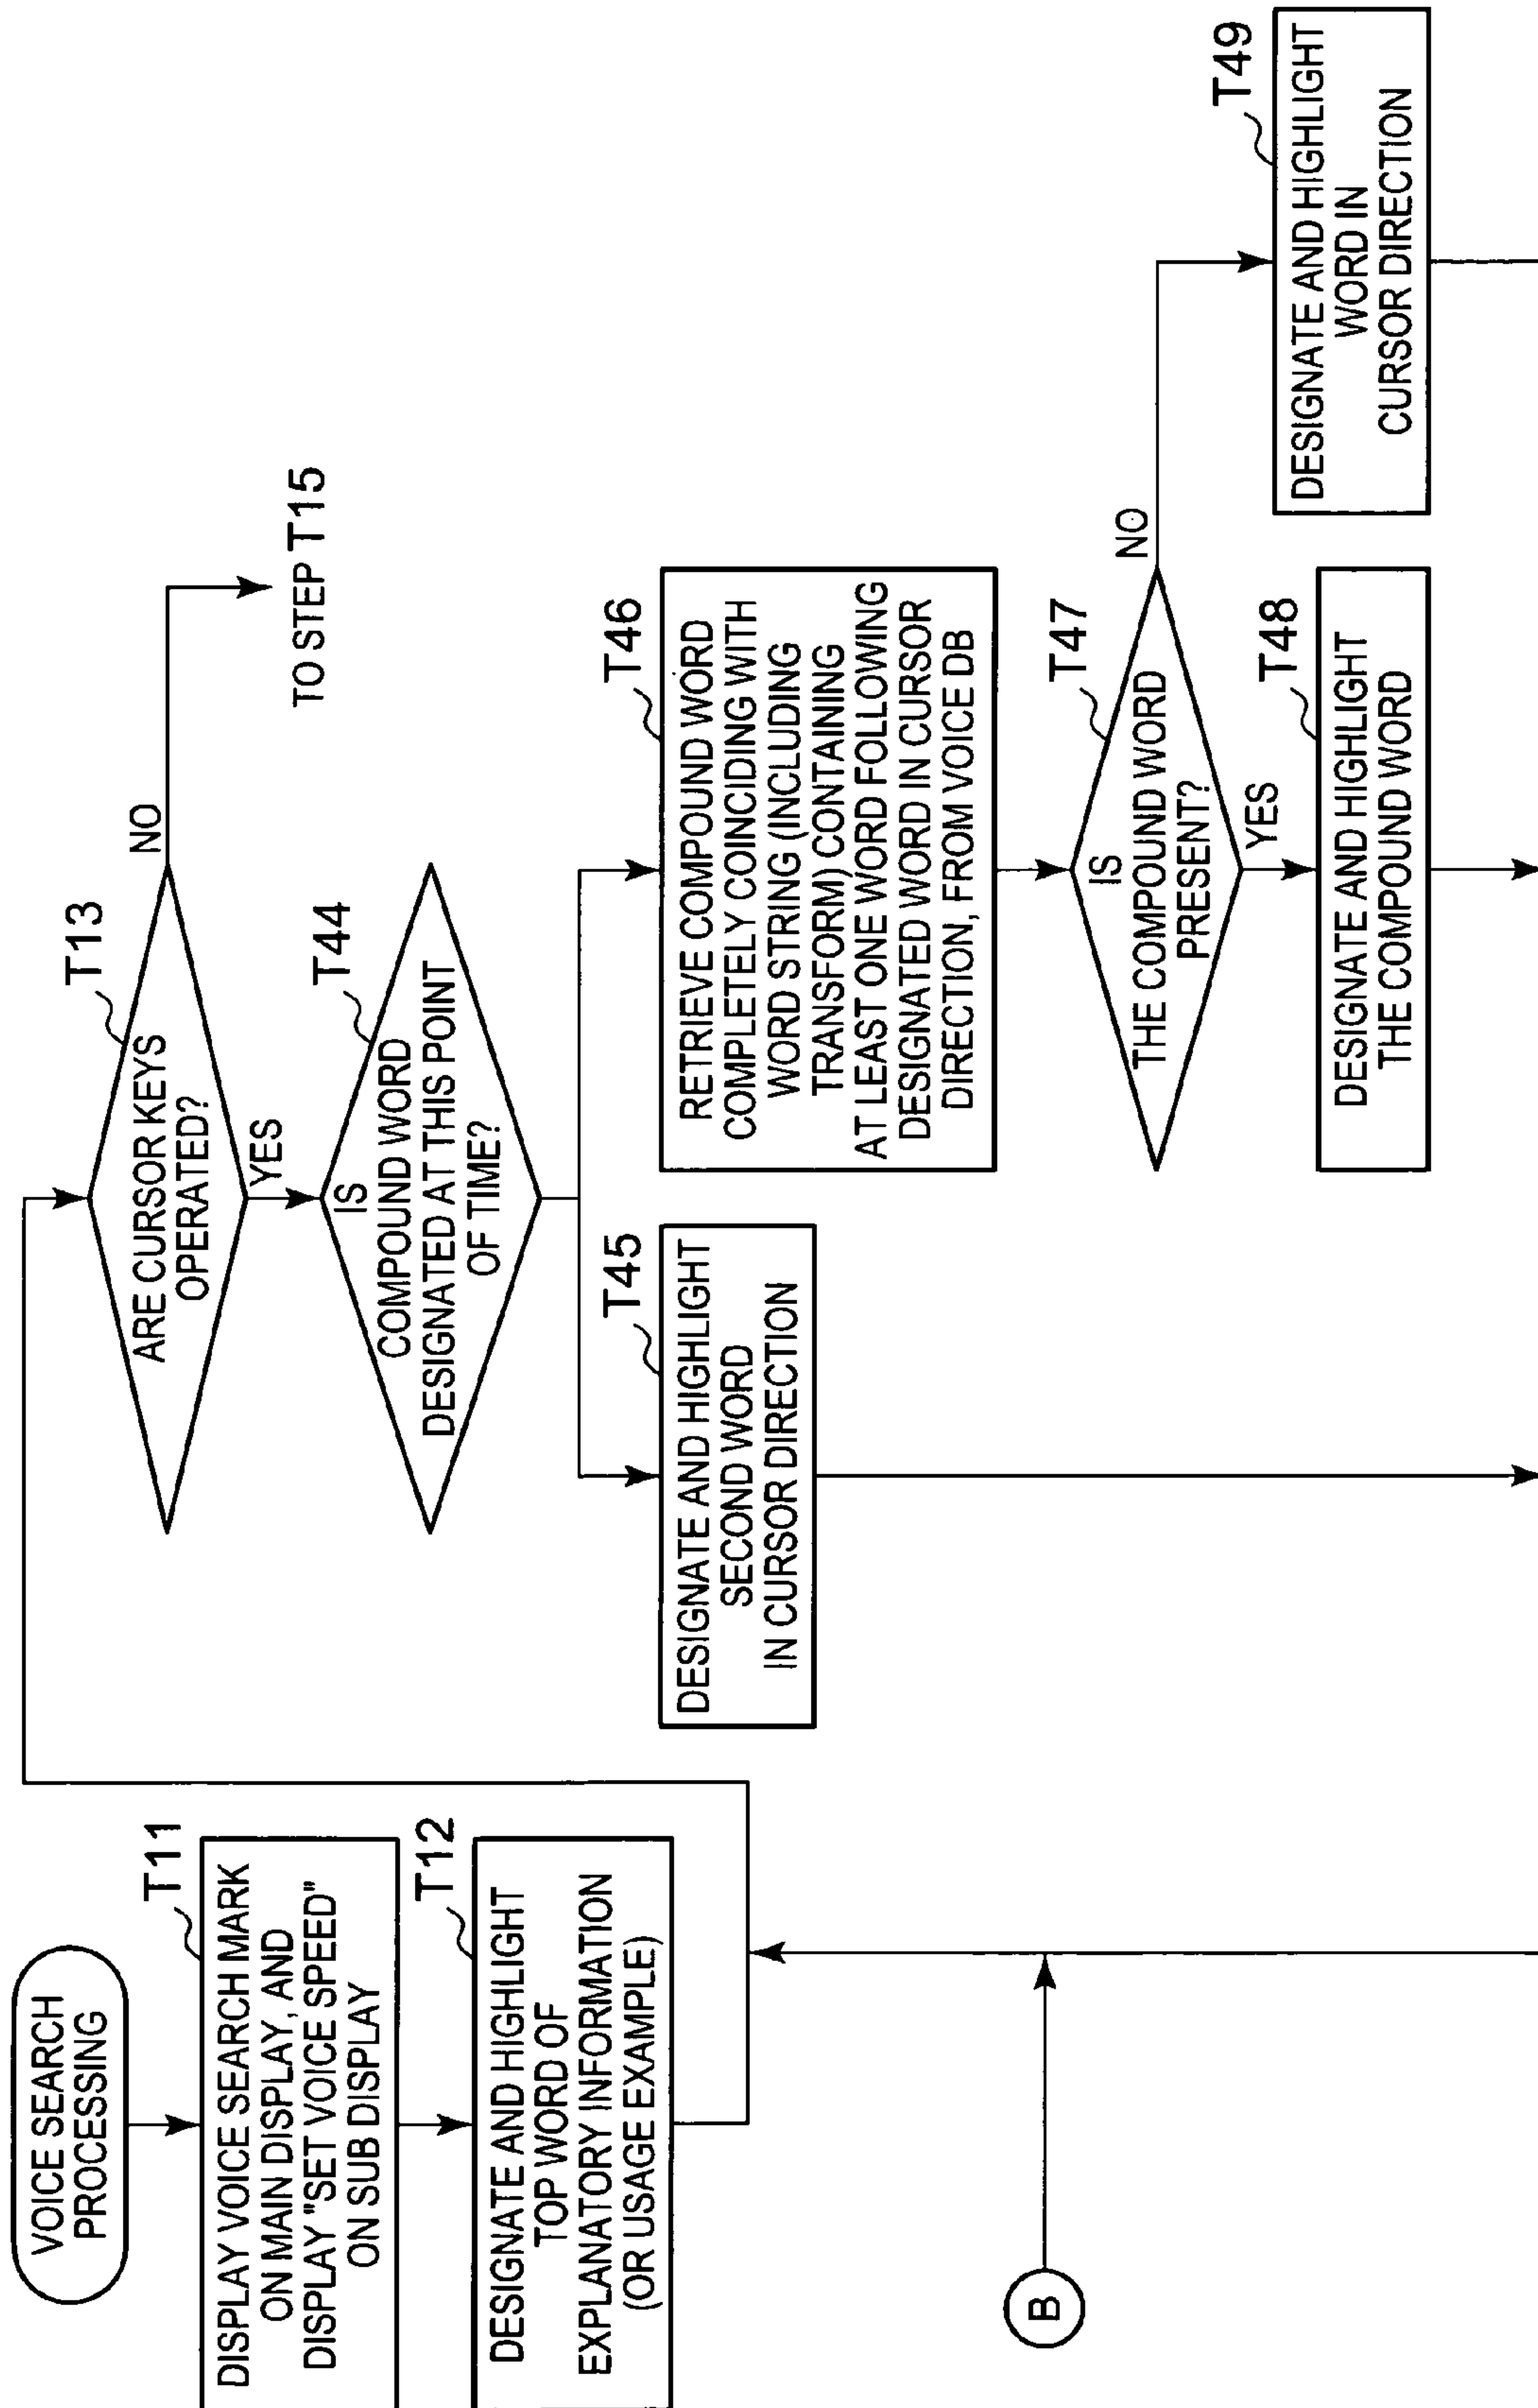 VOICE SEARCH
PROCESSING
T11
DISPLAY VOICE SEARCH MARK
ON MAIN DISPLAY, AND
DISPLAY "SET VOICE SPEED"
ON SUB DISPLAY
T12
DESIGNATE AND HIGHLIGHT
TOP WORD OF
EXPLANATORY INFORMATION
(OR USAGE EXAMPLE)
B
T13
ARE CURSOR KEYS
OPERATED?
NO
TO STEP T15
YES
T44
IS
COMPOUND WORD
DESIGNATED AT THIS POINT
OF TIME?
T45
DESIGNATE AND HIGHLIGHT
SECOND WORD
IN CURSOR DIRECTION
T46
RETRIEVE COMPOUND WORD
COMPLETELY COINCIDING WITH
WORD STRING (INCLUDING
TRANSFORM) CONTAINING
AT LEAST ONE WORD FOLLOWING
DESIGNATED WORD IN CURSOR
DIRECTION, FROM VOICE DB
T47
IS
THE COMPOUND WORD
PRESENT?
NO
YES
T48
DESIGNATE AND HIGHLIGHT
THE COMPOUND WORD
T49
DESIGNATE AND HIGHLIGHT
WORD IN
CURSOR DIRECTION